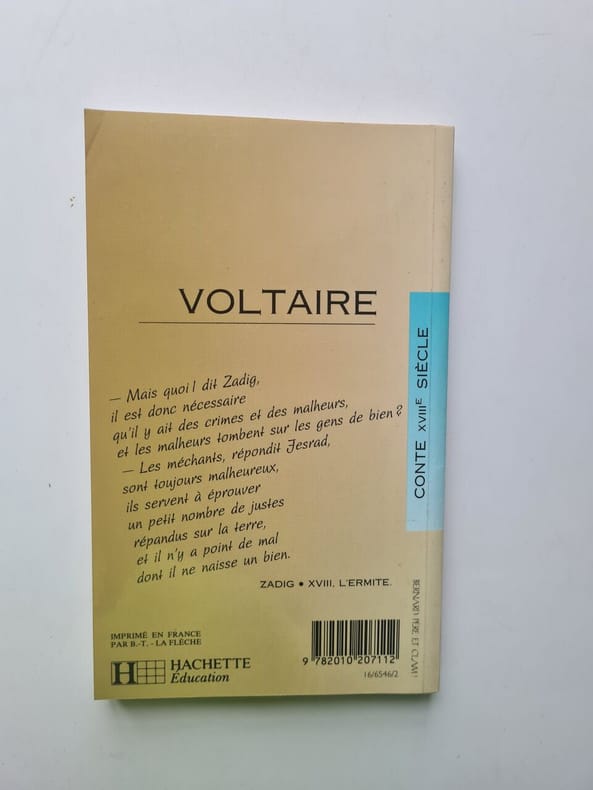 VOLTAIRE
— Mais quoi! dit Zadig,
il est donc nécessaire
qu'il y ait des crimes et des malheurs,
et les malheurs tombent sur les gens de bien?
— Les méchants, répondit Jesrad,
sont toujours malheureux,
ils servent à éprouver
un petit nombre de justes
répandus sur la terre,
et il n'y a point de mal
dont il ne naisse un bien.
ZADIG • XVIII, L'ERMITE.
CONTE XVIIIE SIÈCLE
IMPRIMÉ EN FRANCE
PAR B.-T. - LA FLÈCHE
H HACHETTE
Éducation
9 782010 207112
16/6546/2
PÈRE ET